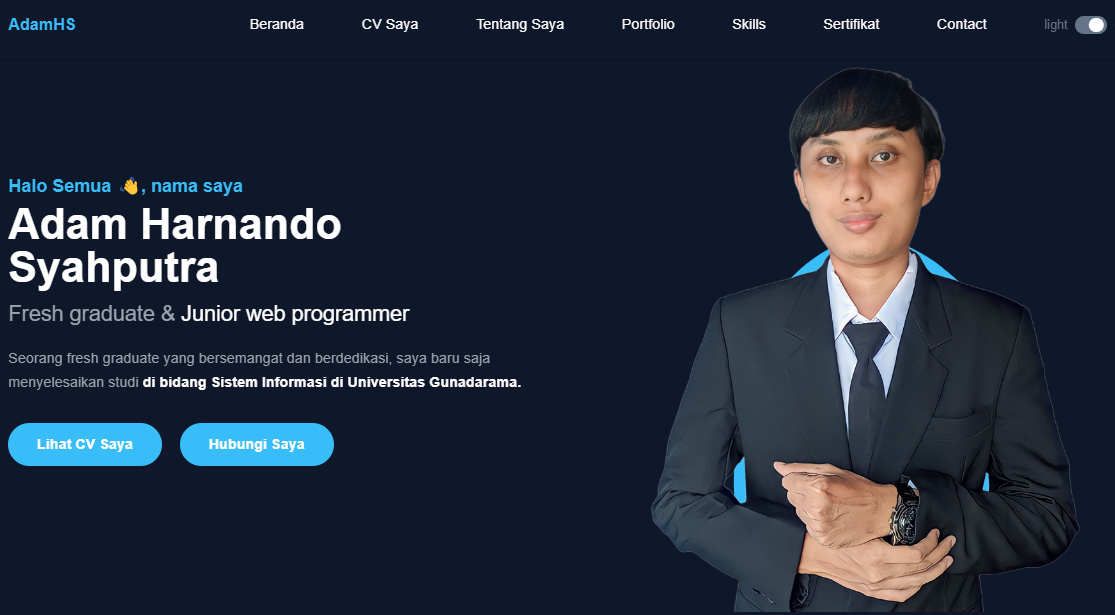 AdamHS
Beranda
CV Saya
Tentang Saya
Portfolio
Skills
Sertifikat
Contact
light
Halo Semua 👋, nama saya
Adam Harnando
Syahputra
Fresh graduate & Junior web programmer
Seorang fresh graduate yang bersemangat dan berdedikasi, saya baru saja
menyelesaikan studi di bidang Sistem Informasi di Universitas Gunadarama.
Lihat CV Saya
Hubungi Saya